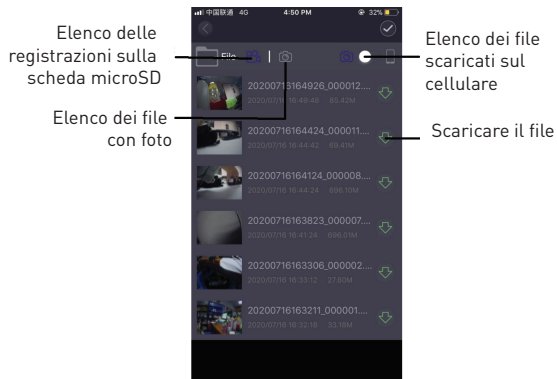 中国联通 4G 4:50 PM 32%
Elenco delle
registrazioni sulla
scheda microSD
Elenco dei file
scaricati sul
cellulare
File
Elenco dei file
con foto
Scaricare il file
20200716164926_000012....
2020/07/16 16:49:48 85.42M
20200716164424_000011....
2020/07/16 16:44:42 69.41M
20200716164124_000008....
2020/07/16 16:44:24 696.10M
20200716163823_000007....
2020/07/16 16:41:24 696.01M
20200716163306_000002....
2020/07/16 16:33:12 27.80M
20200716163211_000001....
2020/07/16 16:32:18 33.18M